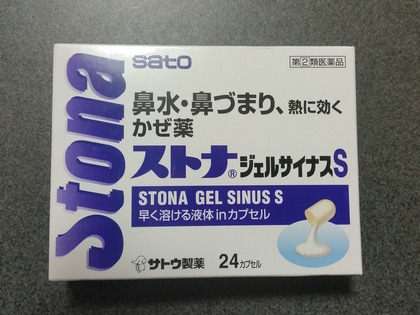 Stona
sato
指定第②類医薬品
鼻水・鼻づまり、熱に効く
かぜ薬
ストナ®ジェルサイナスS
STONA GEL SINUS S
早く溶ける液体inカプセル
サトウ製薬
24カプセル